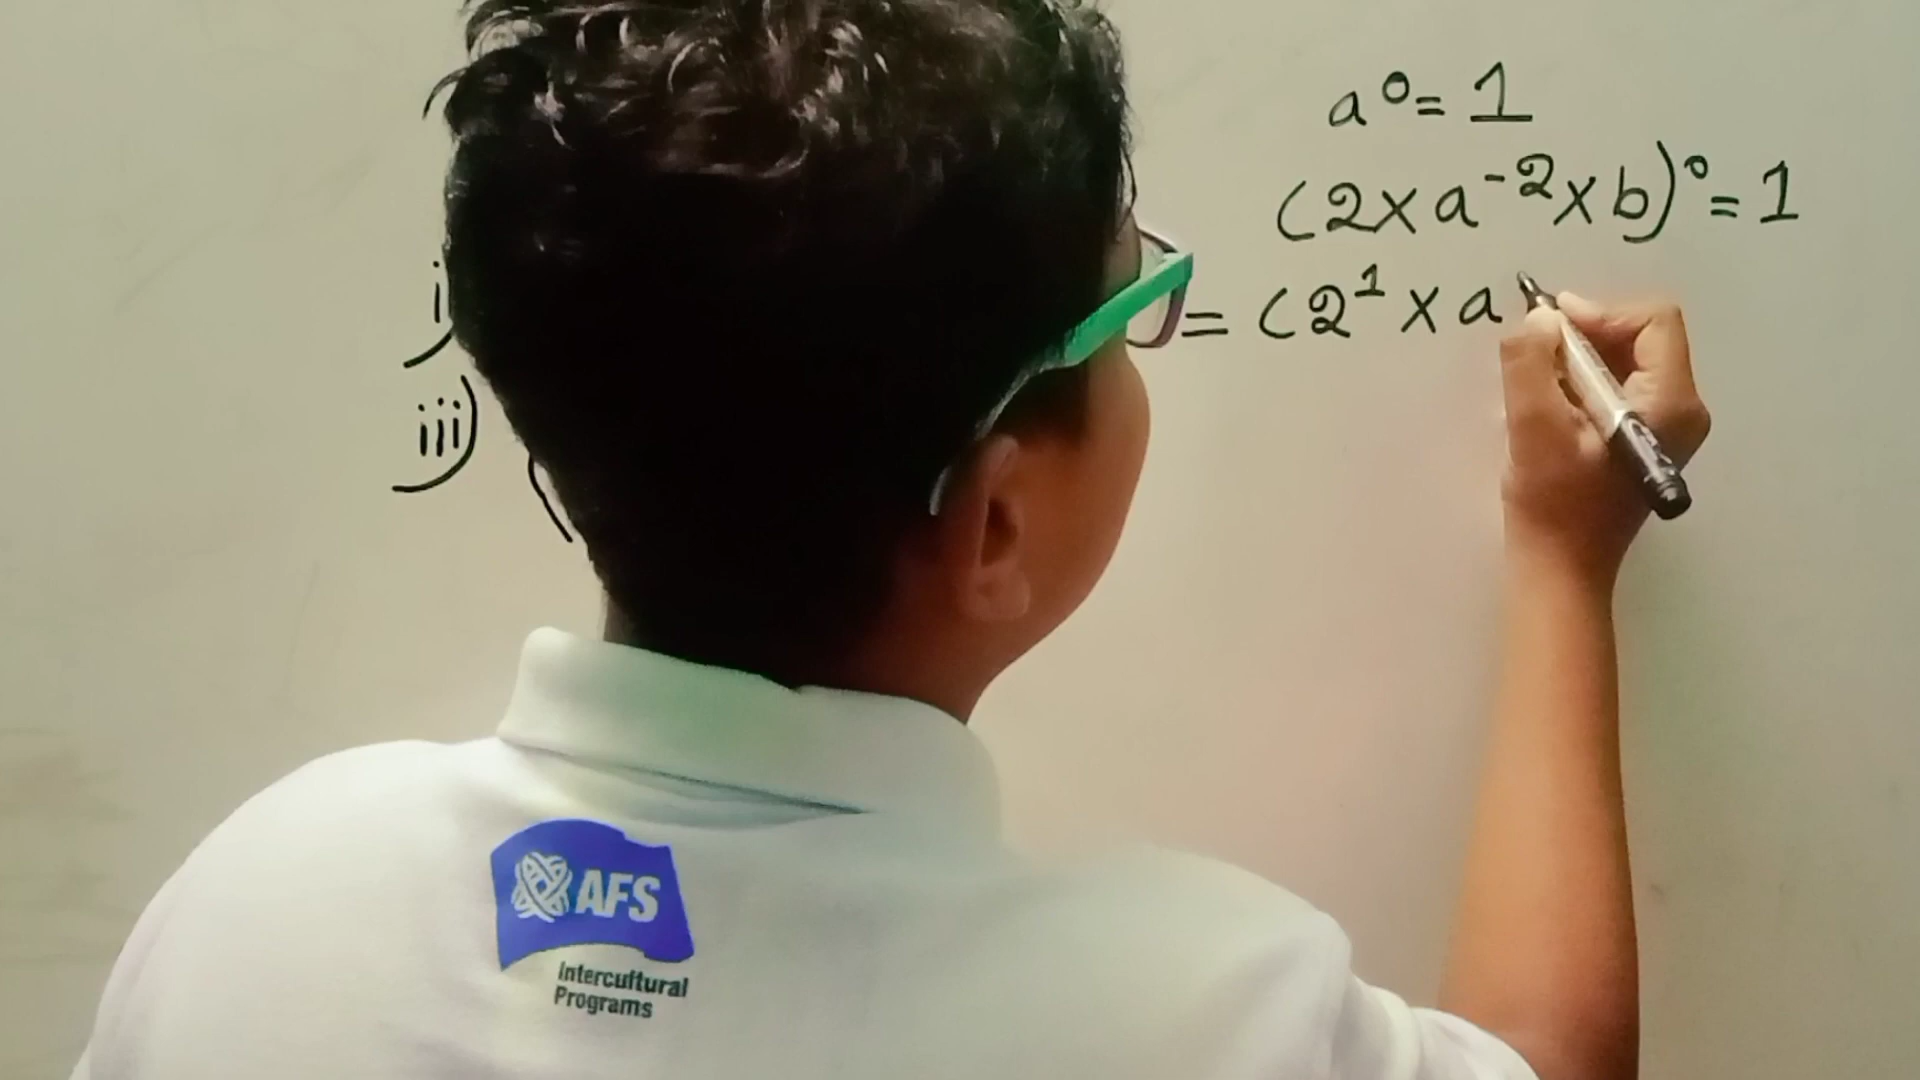 a⁰ = 1
(2 x a⁻² x b)⁰ = 1
i)
= (2¹ x a
iii)
(
AFS
Intercultural
Programs